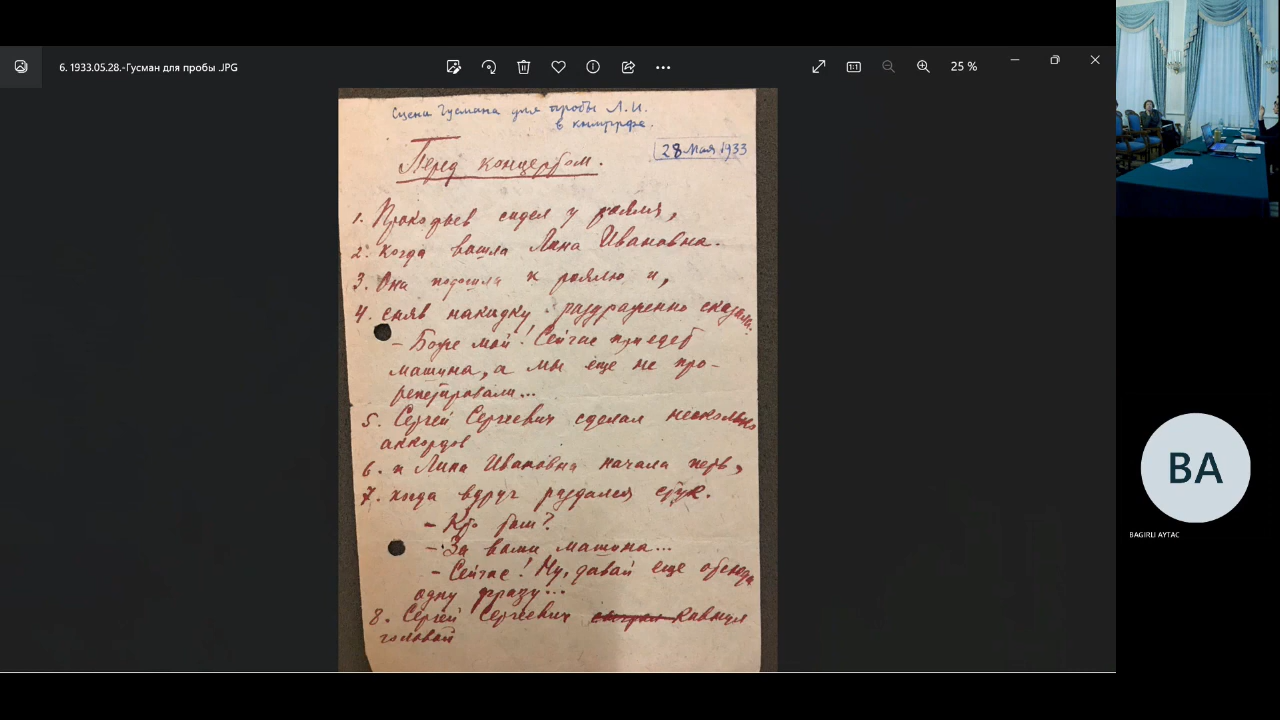 6. 1933.05.28.-Гусман для пробы .JPG
25 %
Сцена Гусмана для пробы Л.И.
в
28 Мая 1933
Перед концертом.
1. Прокофьев сидел у рояля,
2. когда вошла Лина Ивановна.
3. Она подошла к роялю и,
4. сняв накидку раздраженно сказала:
- Боже мой! Сейчас приедет
машина, а мы еще не про-
репетировали...
5. Сергей Сергеевич сделал несколько
аккордов
6. и Лина Ивановна начала петь,
7. когда вдруг раздался стук.
- Кто там?
- За вами машина...
- Сейчас! Ну, давай еще
одну фразу...
8. Сергей Сергеевич сыграл кивнул
головой
BA
BAGIRLI AYTAC